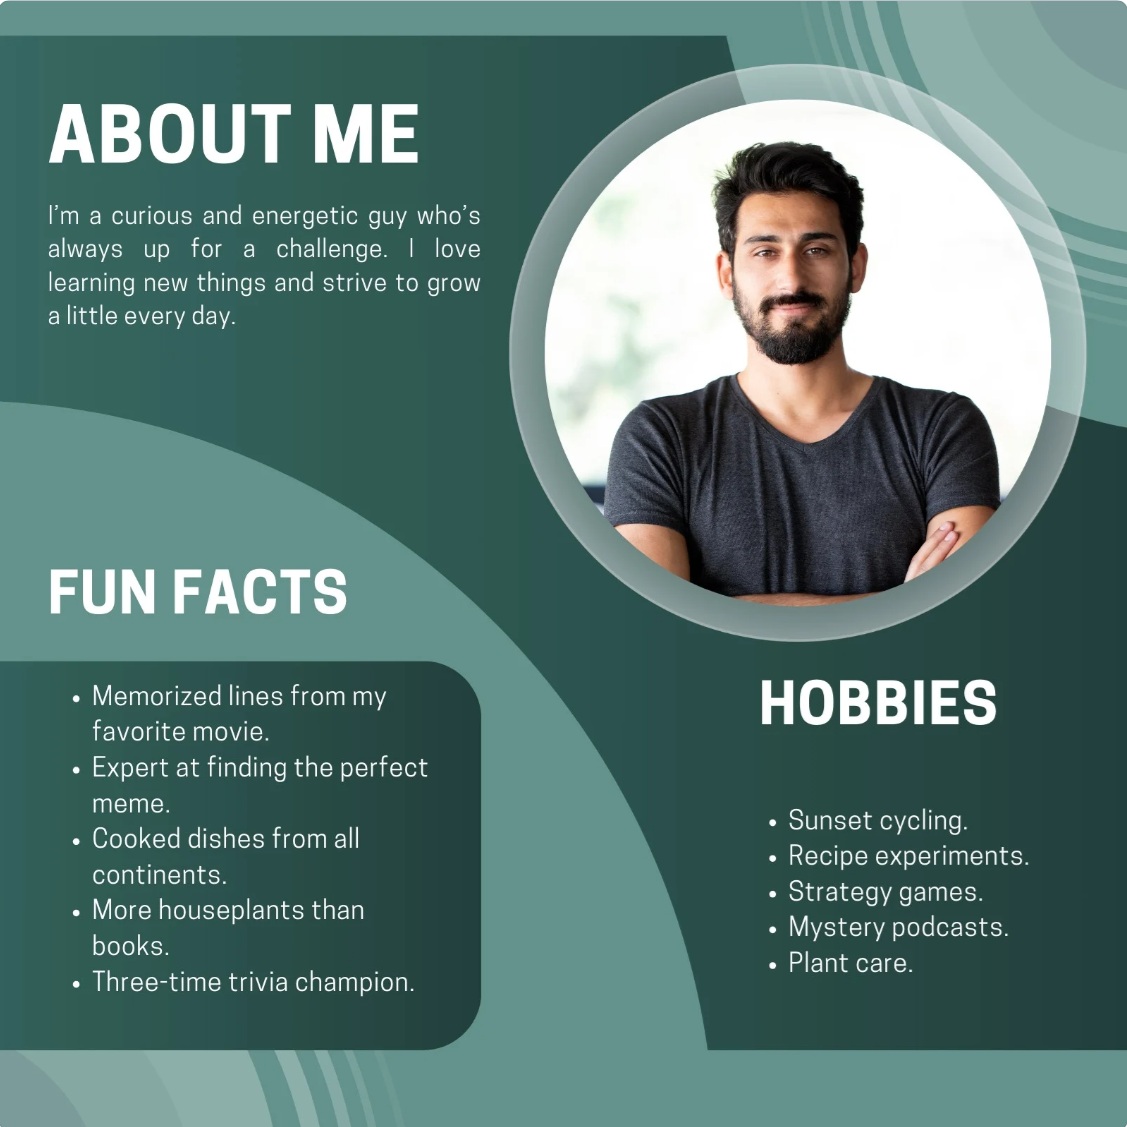 ABOUT ME
I'm a curious and energetic guy who's
always up for a challenge. I love
learning new things and strive to grow
a little every day.
FUN FACTS
• Memorized lines from my
favorite movie.
• Expert at finding the perfect
meme.
• Cooked dishes from all
continents.
• More houseplants than
books.
• Three-time trivia champion.
HOBBIES
• Sunset cycling.
• Recipe experiments.
• Strategy games.
• Mystery podcasts.
• Plant care.